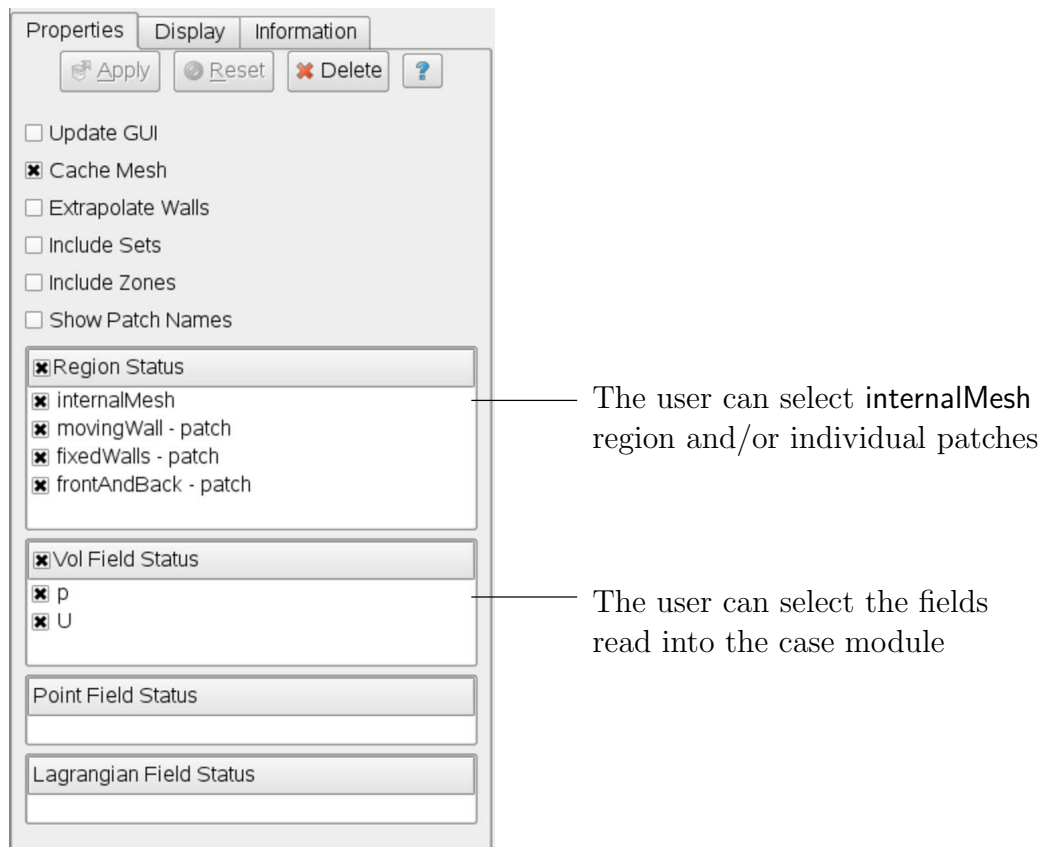 Properties Display Information
Apply Reset Delete ?
Update GUI
Cache Mesh
Extrapolate Walls
Include Sets
Include Zones
Show Patch Names
Region Status
internalMesh
movingWall - patch
fixedWalls - patch
frontAndBack - patch
The user can select internalMesh
region and/or individual patches
Vol Field Status
p
U
The user can select the fields
read into the case module
Point Field Status
Lagrangian Field Status